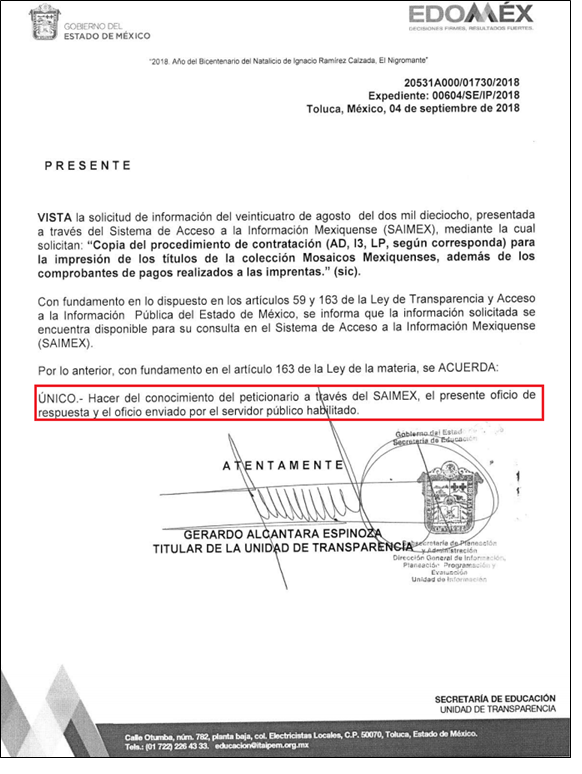 GOBIERNO DEL
ESTADO DE MÉXICO
EDOMÉX
DECISIONES FIRMES, RESULTADOS FUERTES.
"2018. Año del Bicentenario del Natalicio de Ignacio Ramírez Calzada, El Nigromante"
20531A000/01730/2018
Expediente: 00604/SE/IP/2018
Toluca, México, 04 de septiembre de 2018
P R E S E N T E
VISTA la solicitud de información del veinticuatro de agosto del dos mil dieciocho, presentada
a través del Sistema de Acceso a la Información Mexiquense (SAIMEX), mediante la cual
solicitan: "Copia del procedimiento de contratación (AD, I3, LP, según corresponda) para
la impresión de los títulos de la colección Mosaicos Mexiquenses, además de los
comprobantes de pagos realizados a las imprentas." (sic).
Con fundamento en lo dispuesto en los artículos 59 y 163 de la Ley de Transparencia y Acceso
a la Información Pública del Estado de México, se informa que la información solicitada se
encuentra disponible para su consulta en el Sistema de Acceso a la Información Mexiquense
(SAIMEX).
Por lo anterior, con fundamento en el artículo 163 de la Ley de la materia, se ACUERDA:
ÚNICO.- Hacer del conocimiento del peticionario a través del SAIMEX, el presente oficio de
respuesta y el oficio enviado por el servidor público habilitado.
Gobierno del Estado
Secretaría de Educación
A T E N T A M E N T E
GERARDO ALCANTARA ESPINOZA
TITULAR DE LA UNIDAD DE TRANSPARENCIA
Subsecretaría de Planeación
y Administración
Dirección General de Información,
Planeación Programación y
Evaluación
Unidad de Información
SECRETARÍA DE EDUCACIÓN
UNIDAD DE TRANSPARENCIA
Calle Otumba, núm. 782, planta baja, col. Electricistas Locales, C.P. 50070, Toluca, Estado de México.
Tels.: (01 722) 226 43 33. educacion@itaipem.org.mx